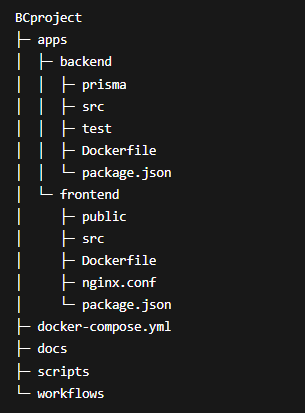 BCproject
├─ apps
│  ├─ backend
│  │  ├─ prisma
│  │  ├─ src
│  │  ├─ test
│  │  ├─ Dockerfile
│  │  └─ package.json
│  └─ frontend
│     ├─ public
│     ├─ src
│     ├─ Dockerfile
│     ├─ nginx.conf
│     └─ package.json
├─ docker-compose.yml
├─ docs
├─ scripts
└─ workflows